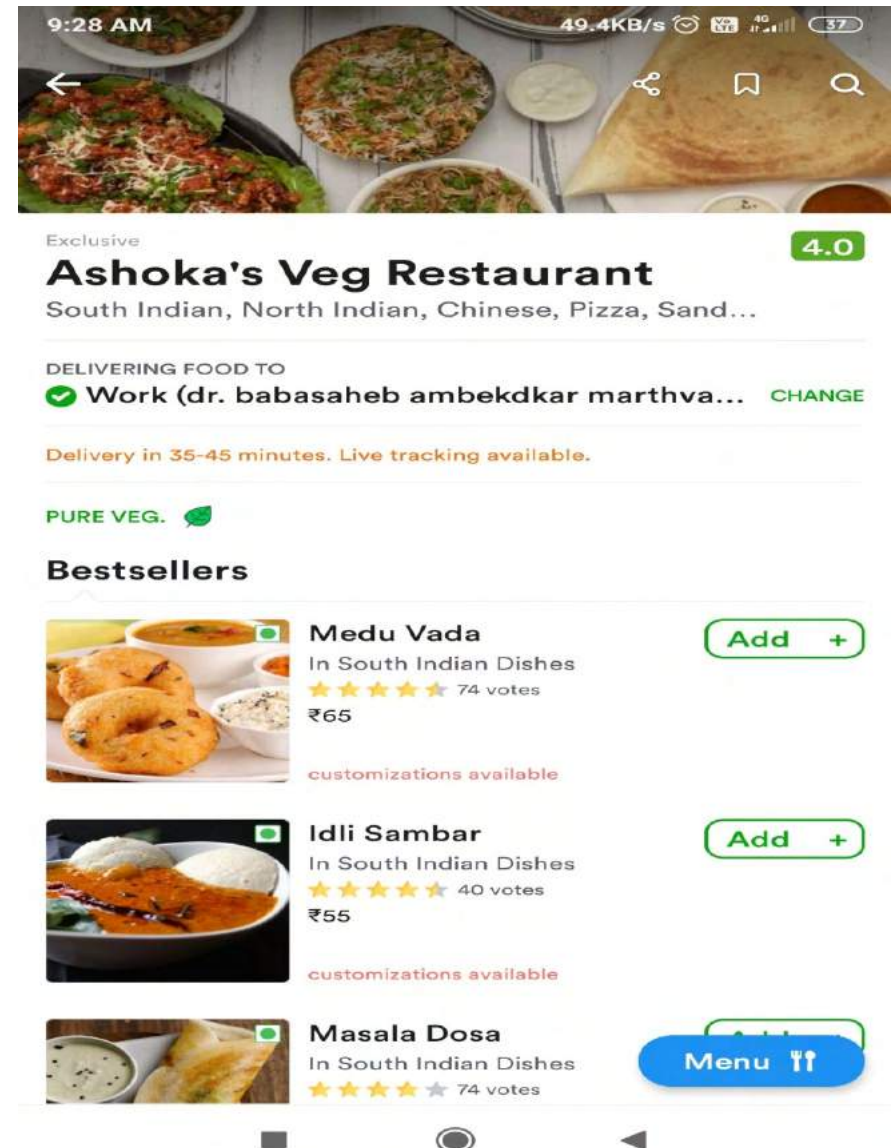 9:28 AM 49.4KB/s Vo LTE 4G 37
Exclusive
4.0
Ashoka's Veg Restaurant
South Indian, North Indian, Chinese, Pizza, Sand...
DELIVERING FOOD TO
Work (dr. babasaheb ambekdkar marthva... CHANGE
Delivery in 35-45 minutes. Live tracking available.
PURE VEG.
Bestsellers
Medu Vada Add +
In South Indian Dishes
74 votes
₹65
customizations available
Idli Sambar Add +
In South Indian Dishes
40 votes
₹55
customizations available
Masala Dosa
In South Indian Dishes
Menu
74 votes